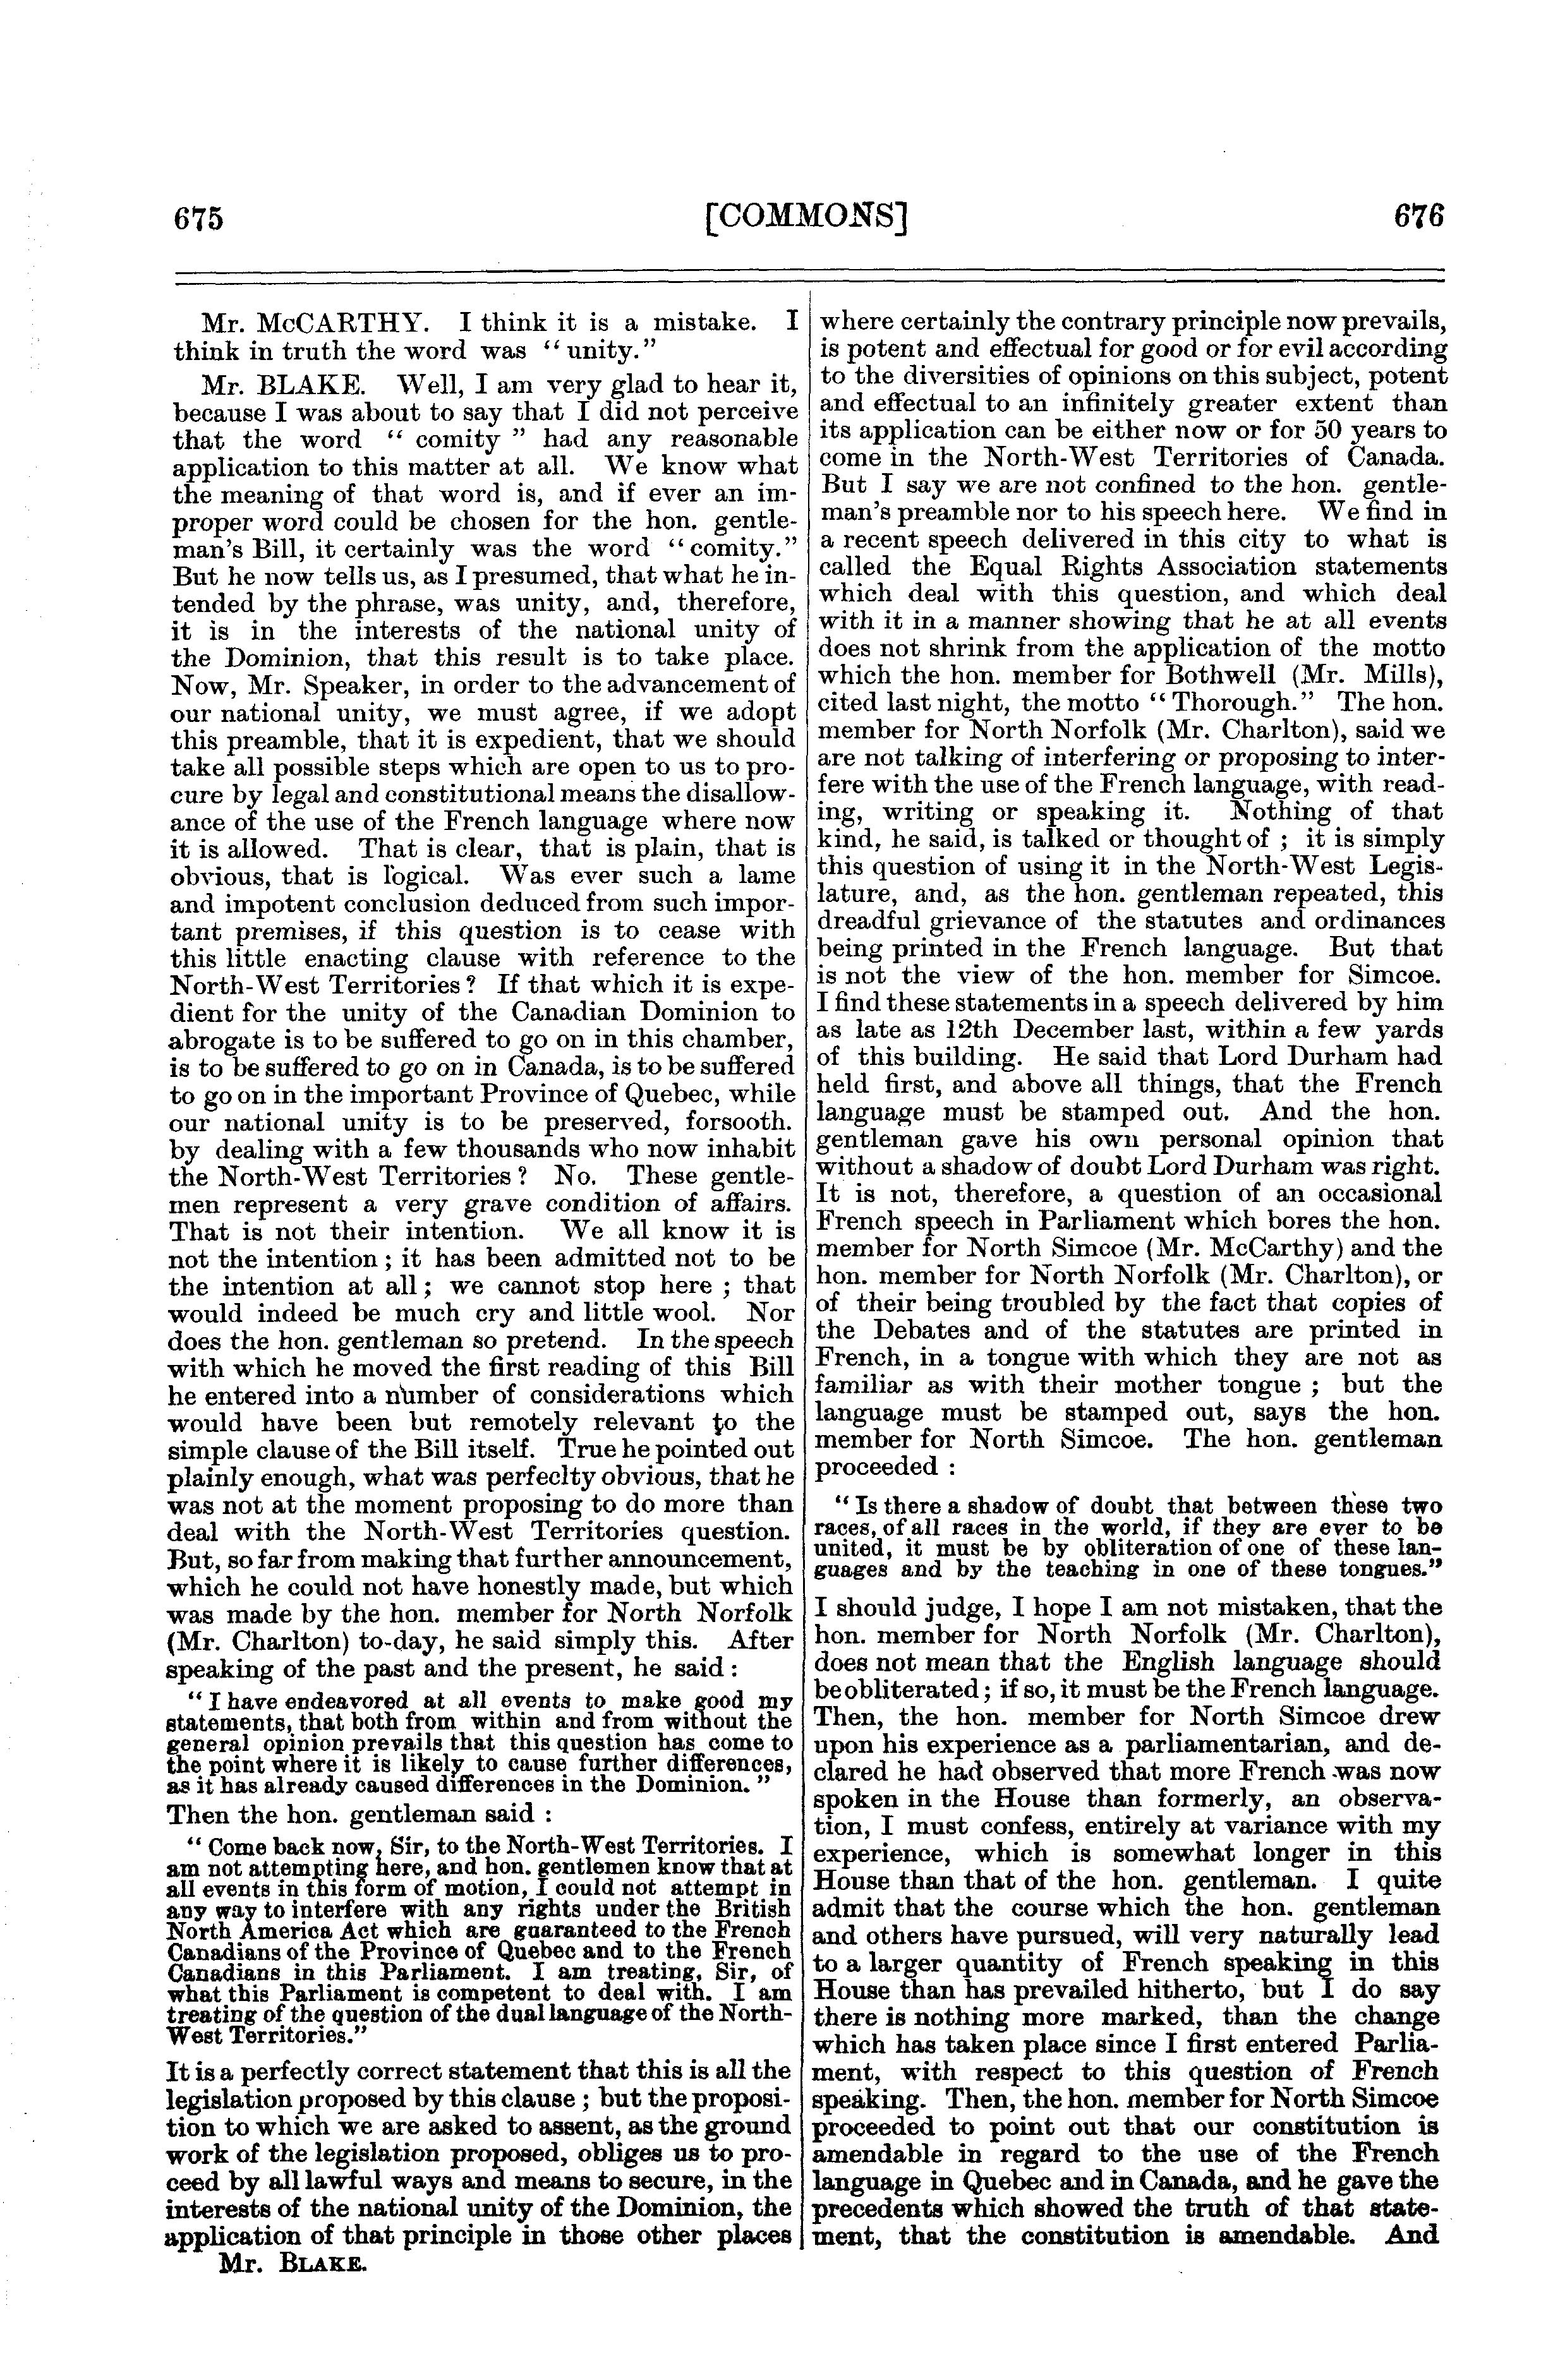 675
[COMMONS]
676
Mr. McCARTHY. I think it is a mistake. I
think in truth the word was "unity."
Mr. BLAKE. Well, I am very glad to hear it,
because I was about to say that I did not perceive
that the word " comity " had any reasonable
application to this matter at all. We know what
the meaning of that word is, and if ever an im-
proper word could be chosen for the hon. gentle-
man's Bill, it certainly was the word "comity."
But he now tells us, as I presumed, that what he in-
tended by the phrase, was unity, and, therefore,
it is in the interests of the national unity of
the Dominion, that this result is to take place.
Now, Mr. Speaker, in order to the advancement of
our national unity, we must agree, if we adopt
this preamble, that it is expedient, that we should
take all possible steps which are open to us to pro-
cure by legal and constitutional means the disallow-
ance of the use of the French language where now
it is allowed. That is clear, that is plain, that is
obvious, that is logical. Was ever such a lame
and impotent conclusion deduced from such impor-
tant premises, if this question is to cease with
this little enacting clause with reference to the
North-West Territories ? If that which it is expe-
dient for the unity of the Canadian Dominion to
abrogate is to be suffered to go on in this chamber,
is to be suffered to go on in Canada, is to be suffered
to go on in the important Province of Quebec, while
our national unity is to be preserved, forsooth.
by dealing with a few thousands who now inhabit
the North-West Territories ? No. These gentle-
men represent a very grave condition of affairs.
That is not their intention. We all know it is
not the intention ; it has been admitted not to be
the intention at all ; we cannot stop here ; that
would indeed be much cry and little wool. Nor
does the hon. gentleman so pretend. In the speech
with which he moved the first reading of this Bill
he entered into a number of considerations which
would have been but remotely relevant to the
simple clause of the Bill itself. True he pointed out
plainly enough, what was perfeclty obvious, that he
was not at the moment proposing to do more than
deal with the North-West Territories question.
But, so far from making that further announcement,
which he could not have honestly made, but which
was made by the hon. member for North Norfolk
(Mr. Charlton) to-day, he said simply this. After
speaking of the past and the present, he said :
" I have endeavored at all events to make good my
statements, that both from within and from without the
general opinion prevails that this question has come to
the point where it is likely to cause further differences,
as it has already caused differences in the Dominion. "
Then the hon. gentleman said :
" Come back now, Sir, to the North-West Territories. I
am not attempting here, and hon. gentlemen know that at
all events in this form of motion, I could not attempt in
any way to interfere with any rights under the British
North America Act which are guaranteed to the French
Canadians of the Province of Quebec and to the French
Canadians in this Parliament. I am treating, Sir, of
what this Parliament is competent to deal with. I am
treating of the question of the dual language of the North-
West Territories."
It is a perfectly correct statement that this is all the
legislation proposed by this clause ; but the proposi-
tion to which we are asked to assent, as the ground
work of the legislation proposed, obliges us to pro-
ceed by all lawful ways and means to secure, in the
interests of the national unity of the Dominion, the
application of that principle in those other places
Mr. BLAKE.
where certainly the contrary principle now prevails,
is potent and effectual for good or for evil according
to the diversities of opinions on this subject, potent
and effectual to an infinitely greater extent than
its application can be either now or for 50 years to
come in the North-West Territories of Canada.
But I say we are not confined to the hon. gentle-
man's preamble nor to his speech here. We find in
a recent speech delivered in this city to what is
called the Equal Rights Association statements
which deal with this question, and which deal
with it in a manner showing that he at all events
does not shrink from the application of the motto
which the hon. member for Bothwell (Mr. Mills),
cited last night, the motto " Thorough." The hon.
member for North Norfolk (Mr. Charlton), said we
are not talking of interfering or proposing to inter-
fere with the use of the French language, with read-
ing, writing or speaking it. Nothing of that
kind, he said, is talked or thought of ; it is simply
this question of using it in the North-West Legis-
lature, and, as the hon. gentleman repeated, this
dreadful grievance of the statutes and ordinances
being printed in the French language. But that
is not the view of the hon. member for Simcoe.
I find these statements in a speech delivered by him
as late as 12th December last, within a few yards
of this building. He said that Lord Durham had
held first, and above all things, that the French
language must be stamped out. And the hon.
gentleman gave his own personal opinion that
without a shadow of doubt Lord Durham was right.
It is not, therefore, a question of an occasional
French speech in Parliament which bores the hon.
member for North Simcoe (Mr. McCarthy) and the
hon. member for North Norfolk (Mr. Charlton), or
of their being troubled by the fact that copies of
the Debates and of the statutes are printed in
French, in a tongue with which they are not as
familiar as with their mother tongue ; but the
language must be stamped out, says the hon.
member for North Simcoe. The hon. gentleman
proceeded :
" Is there a shadow of doubt that between these two
races, of all races in the world, if they are ever to be
united, it must be by obliteration of one of these lan-
guages and by the teaching in one of these tongues."
I should judge, I hope I am not mistaken, that the
hon. member for North Norfolk (Mr. Charlton),
does not mean that the English language should
be obliterated ; if so, it must be the French language.
Then, the hon. member for North Simcoe drew
upon his experience as a parliamentarian, and de-
clared he had observed that more French was now
spoken in the House than formerly, an observa-
tion, I must confess, entirely at variance with my
experience, which is somewhat longer in this
House than that of the hon. gentleman. I quite
admit that the course which the hon. gentleman
and others have pursued, will very naturally lead
to a larger quantity of French speaking in this
House than has prevailed hitherto, but I do say
there is nothing more marked, than the change
which has taken place since I first entered Parlia-
ment, with respect to this question of French
speaking. Then, the hon. member for North Simcoe
proceeded to point out that our constitution is
amendable in regard to the use of the French
language in Quebec and in Canada, and he gave the
precedents which showed the truth of that state-
ment, that the constitution is amendable. And